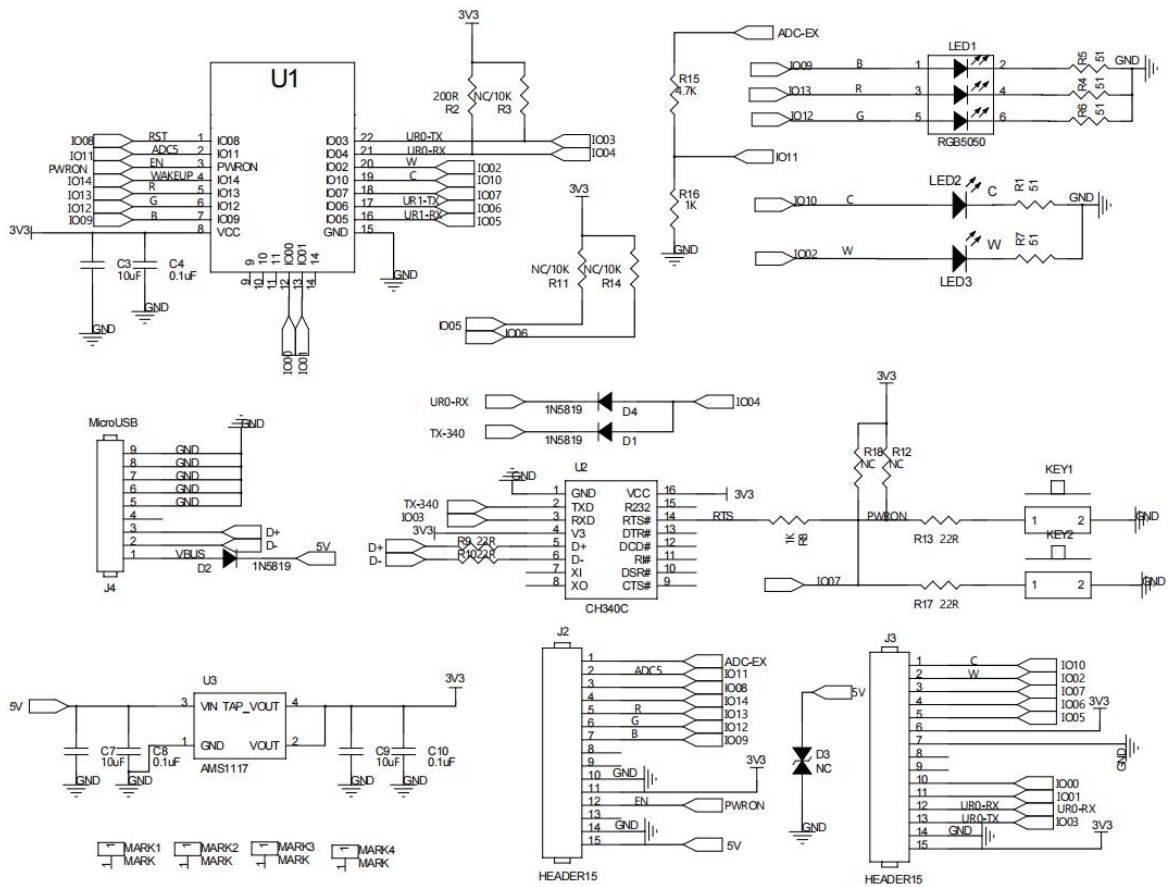 3V3
U1
200R NC/10K
R2 R3
IO08 RST 1 IO08
IO11 ADC5 2 IO11
PWRON EN 3 PWRON
IO14 WAKEUP 4 IO14
IO13 R 5 IO13
IO12 G 6 IO12
IO09 B 7 IO09
3V3 8 VCC
IO03 22 UR0-TX IO03
IO04 21 UR0-RX IO04
IO02 20 W IO02
IO10 19 C IO10
IO07 18 IO07
IO06 17 UR1-TX IO06
IO05 16 UR1-RX IO05
GND 15
9 10 11 IO00 IO01 14
9 10 11 12 13 14
IO00 IO01
C3 C4
10uF 0.1uF
GND GND
GND
3V3
NC/10K NC/10K
R11 R14
IO05
IO06
ADC-EX
R15
4.7K
IO11
R16
1K
GND
LED1
IO09 B 1 2 R5 51 GND
IO13 R 3 4 R4 51
IO12 G 5 6 R6 51
RGB5050
LED2
IO10 C C R1 51 GND
IO02 W W R7 51
LED3
UR0-RX 1N5819 D4 IO04
TX-340 1N5819 D1
MicroUSB
GND
9 GND
8 GND
7 GND
6 GND
5 GND
4
3 D+
2 D-
1 VBUS 5V
D2 1N5819
J4
U2
GND 1 GND VCC 16 3V3
TX-340 2 TXD R232 15
IO03 3 RXD RTS# 14 RTS
3V3 4 V3 DTR# 13
D+ R9 22R 5 D+ DCD# 12
D- R10 22R 6 D- RI# 11
7 XI DSR# 10
8 XO CTS# 9
CH340C
3V3
R18 R12
NC NC
1K R8
PWRON
R13 22R
KEY1
1 2 GND
KEY2
IO07
R17 22R
1 2 GND
U3
5V 3 VIN TAP_VOUT 4 3V3
1 GND VOUT 2
AMS1117
C7 C8
10uF 0.1uF
GND GND
C9 C10
10uF 0.1uF
GND GND
J2
1 ADC-EX
2 ADC5 IO11
3 IO08
4 IO14
5 R IO13
6 G IO12
7 B IO09
8
9
10 GND
11 3V3
12 EN PWRON
13
14 GND
15 5V
HEADER15
5V
D3
NC
GND
J3
1 C IO10
2 W IO02
3 IO07
4 IO06
5 IO05
6 3V3
7 GND
8
9
10 IO00
11 IO01
12 UR0-RX UR0-RX
13 UR0-TX IO03
14 GND
15 3V3
HEADER15
1 MARK1 1 MARK2 1 MARK3 1 MARK4
1 MARK 1 MARK 1 MARK 1 MARK